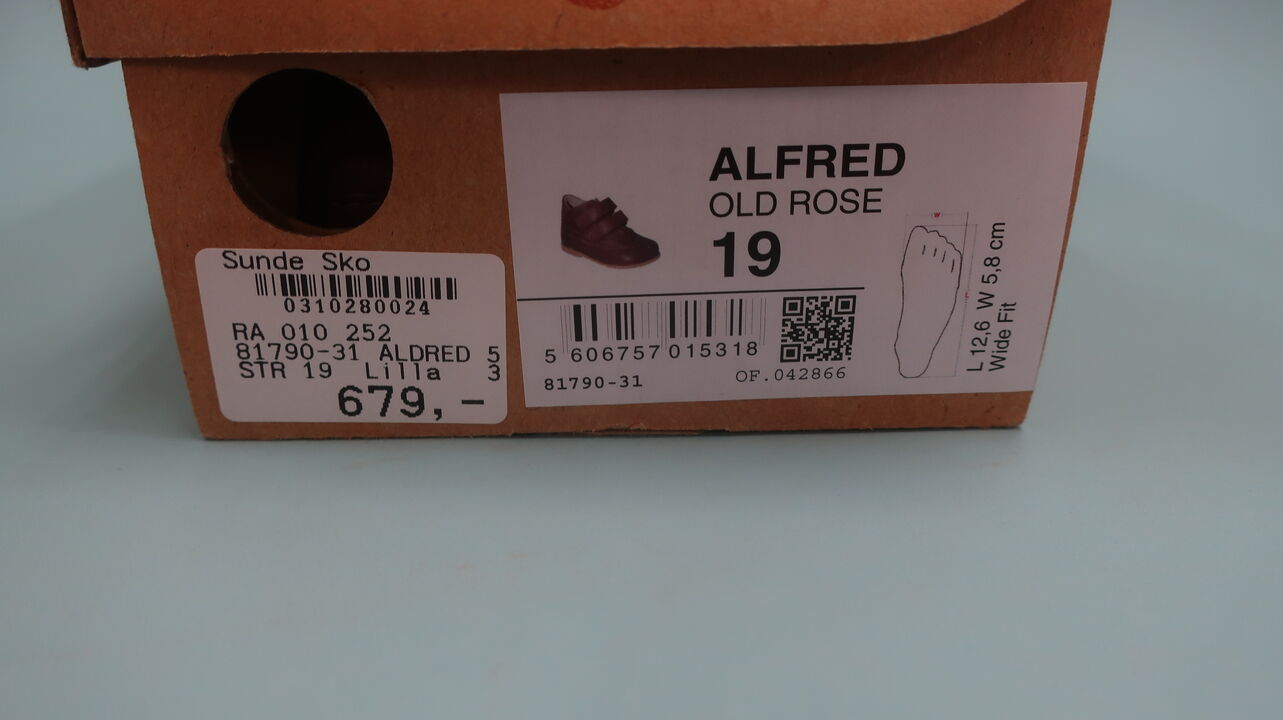 Sunde Sko
0310280024
RA 010 252
81790-31 ALDRED 5
STR 19 Lilla 3
679,-
ALFRED
OLD ROSE
19
5 606757 015318
81790-31 OF.042866
W
L 12,6 W 5,8 cm
Wide Fit